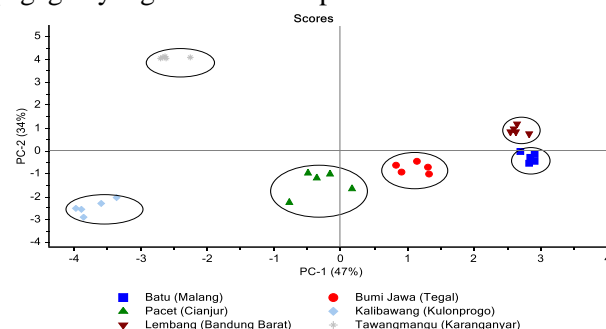 Scores
5
4
3
2
1
0
-1
-2
-3
-4
PC-2 (34%)
-4 -3 -2 -1 0 1 2 3 4
PC-1 (47%)
Batu (Malang) Bumi Jawa (Tegal)
Pacet (Cianjur) Kalibawang (Kulonprogo)
Lembang (Bandung Barat) Tawangmangu (Karanganyar)